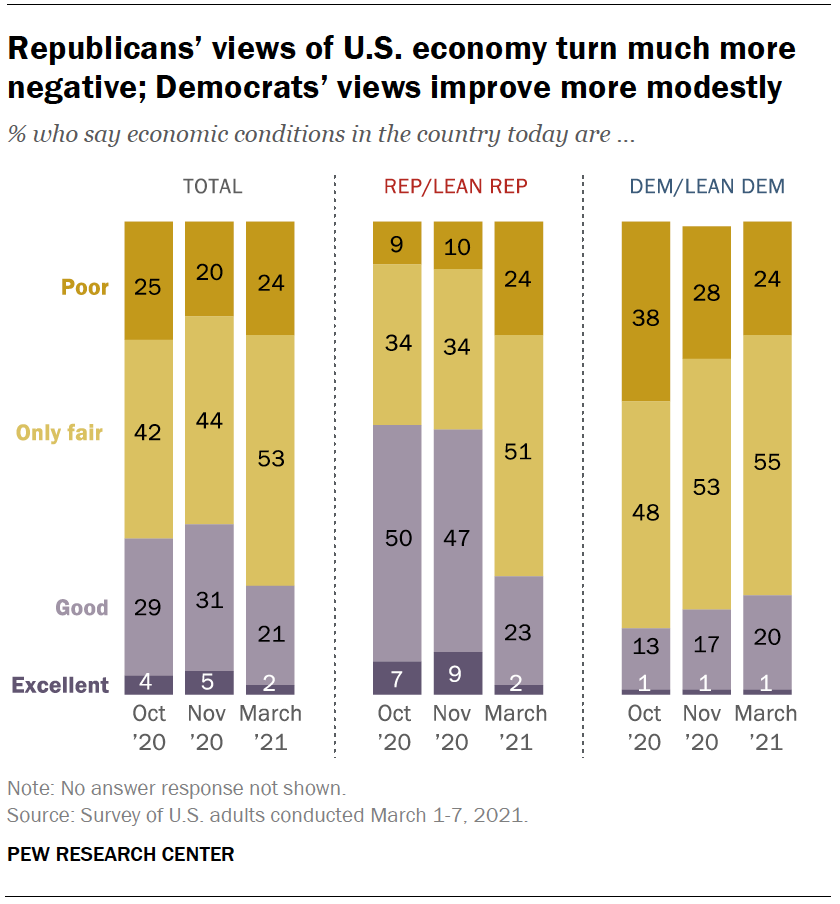 Republicans’ views of U.S. economy turn much more
negative; Democrats’ views improve more modestly
% who say economic conditions in the country today are ...
TOTAL
Poor
Only fair
Good
Excellent
25 20 24
42 44 53
29 31 21
4 5 2
Oct Nov March
’20 ’20 ’21
REP/LEAN REP
9 10 24
34 34 51
50 47 23
7 9 2
Oct Nov March
’20 ’20 ’21
DEM/LEAN DEM
38 28 24
48 53 55
13 17 20
1 1 1
Oct Nov March
’20 ’20 ’21
Note: No answer response not shown.
Source: Survey of U.S. adults conducted March 1-7, 2021.
PEW RESEARCH CENTER